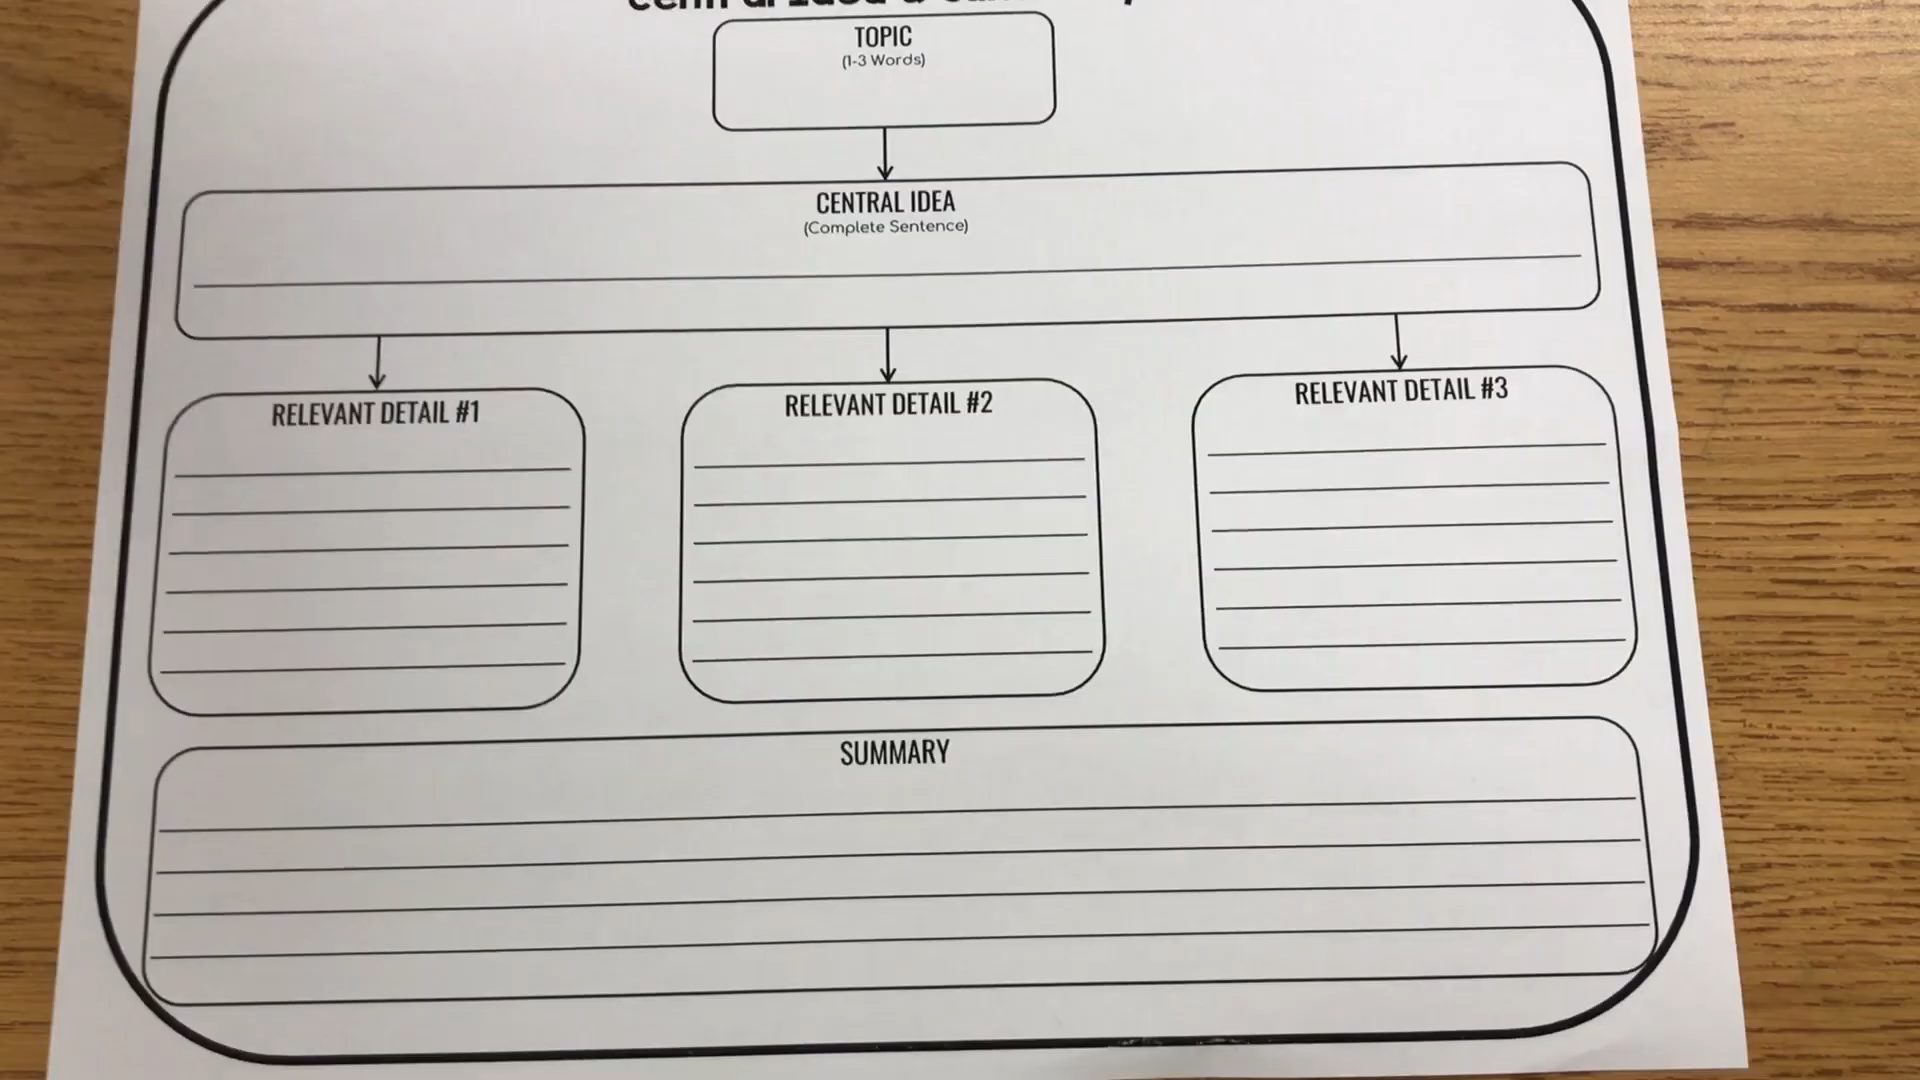 TOPIC
(1-3 Words)
CENTRAL IDEA
(Complete Sentence)
RELEVANT DETAIL #1
RELEVANT DETAIL #2
RELEVANT DETAIL #3
SUMMARY